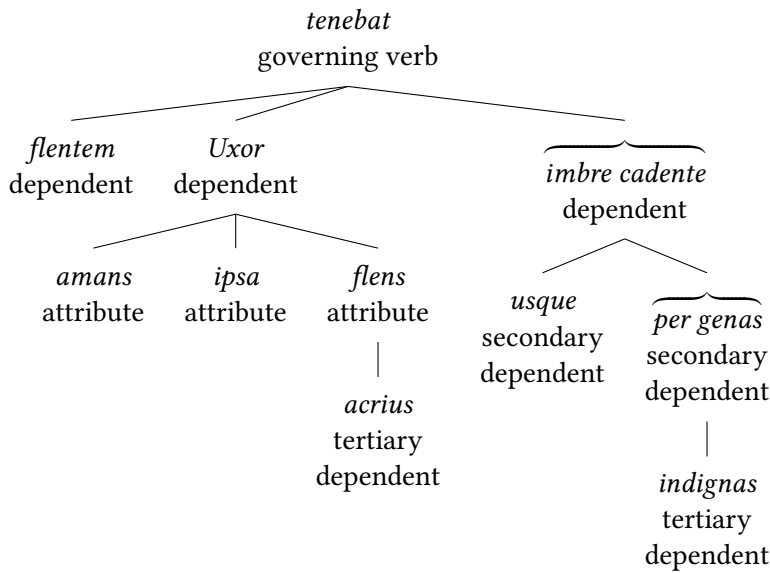 tenebat
governing verb
flentem
dependent
Uxor
dependent
imbre cadente
dependent
amans
attribute
ipsa
attribute
flens
attribute
usque
secondary
dependent
per genas
secondary
dependent
acrius
tertiary
dependent
indignas
tertiary
dependent